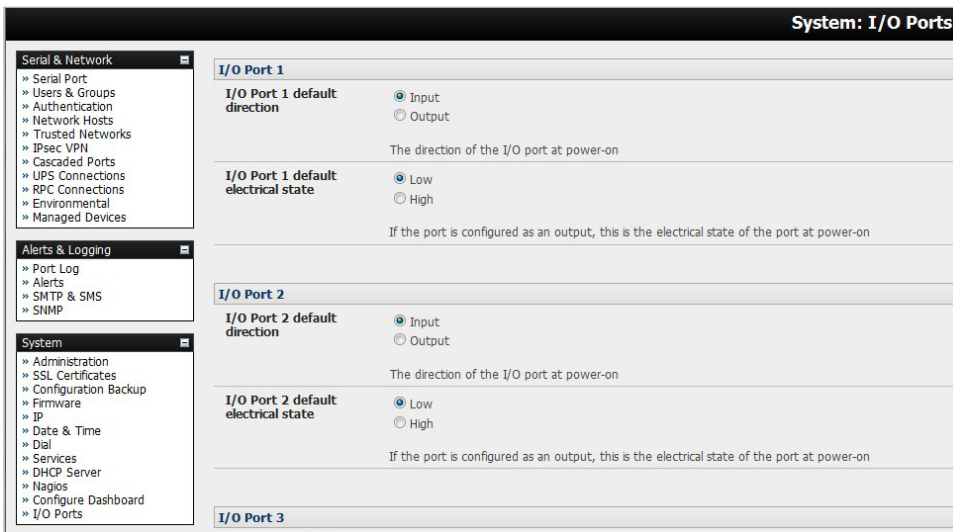 System: I/O Ports
Serial & Network
» Serial Port
» Users & Groups
» Authentication
» Network Hosts
» Trusted Networks
» IPsec VPN
» Cascaded Ports
» UPS Connections
» RPC Connections
» Environmental
» Managed Devices
Alerts & Logging
» Port Log
» Alerts
» SMTP & SMS
» SNMP
System
» Administration
» SSL Certificates
» Configuration Backup
» Firmware
» IP
» Date & Time
» Dial
» Services
» DHCP Server
» Nagios
» Configure Dashboard
» I/O Ports
I/O Port 1
I/O Port 1 default
direction
Input
Output
The direction of the I/O port at power-on
I/O Port 1 default
electrical state
Low
High
If the port is configured as an output, this is the electrical state of the port at power-on
I/O Port 2
I/O Port 2 default
direction
Input
Output
The direction of the I/O port at power-on
I/O Port 2 default
electrical state
Low
High
If the port is configured as an output, this is the electrical state of the port at power-on
I/O Port 3